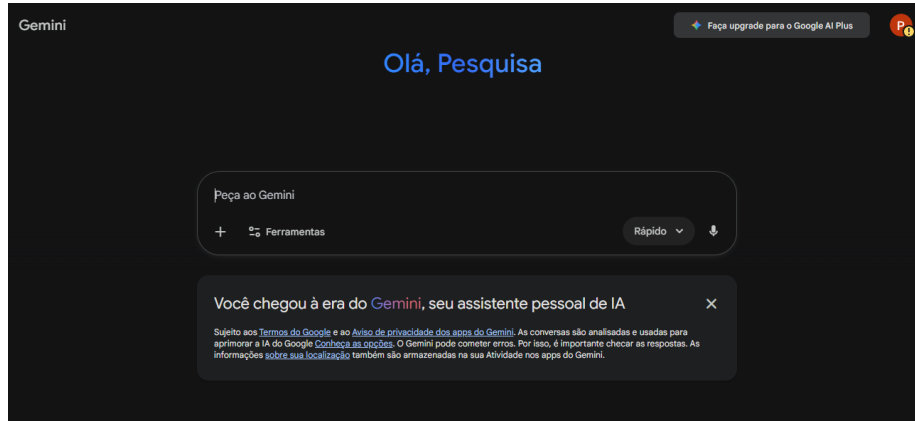 Gemini
Faça upgrade para o Google AI Plus
P
Olá, Pesquisa
Peça ao Gemini
Ferramentas
Rápido
Você chegou à era do Gemini, seu assistente pessoal de IA
Sujeito aos Termos do Google e ao Aviso de privacidade dos apps do Gemini. As conversas são analisadas e usadas para
aprimorar a IA do Google Conheça as opções. O Gemini pode cometer erros. Por isso, é importante checar as respostas. As
informações sobre sua localização também são armazenadas na sua Atividade nos apps do Gemini.